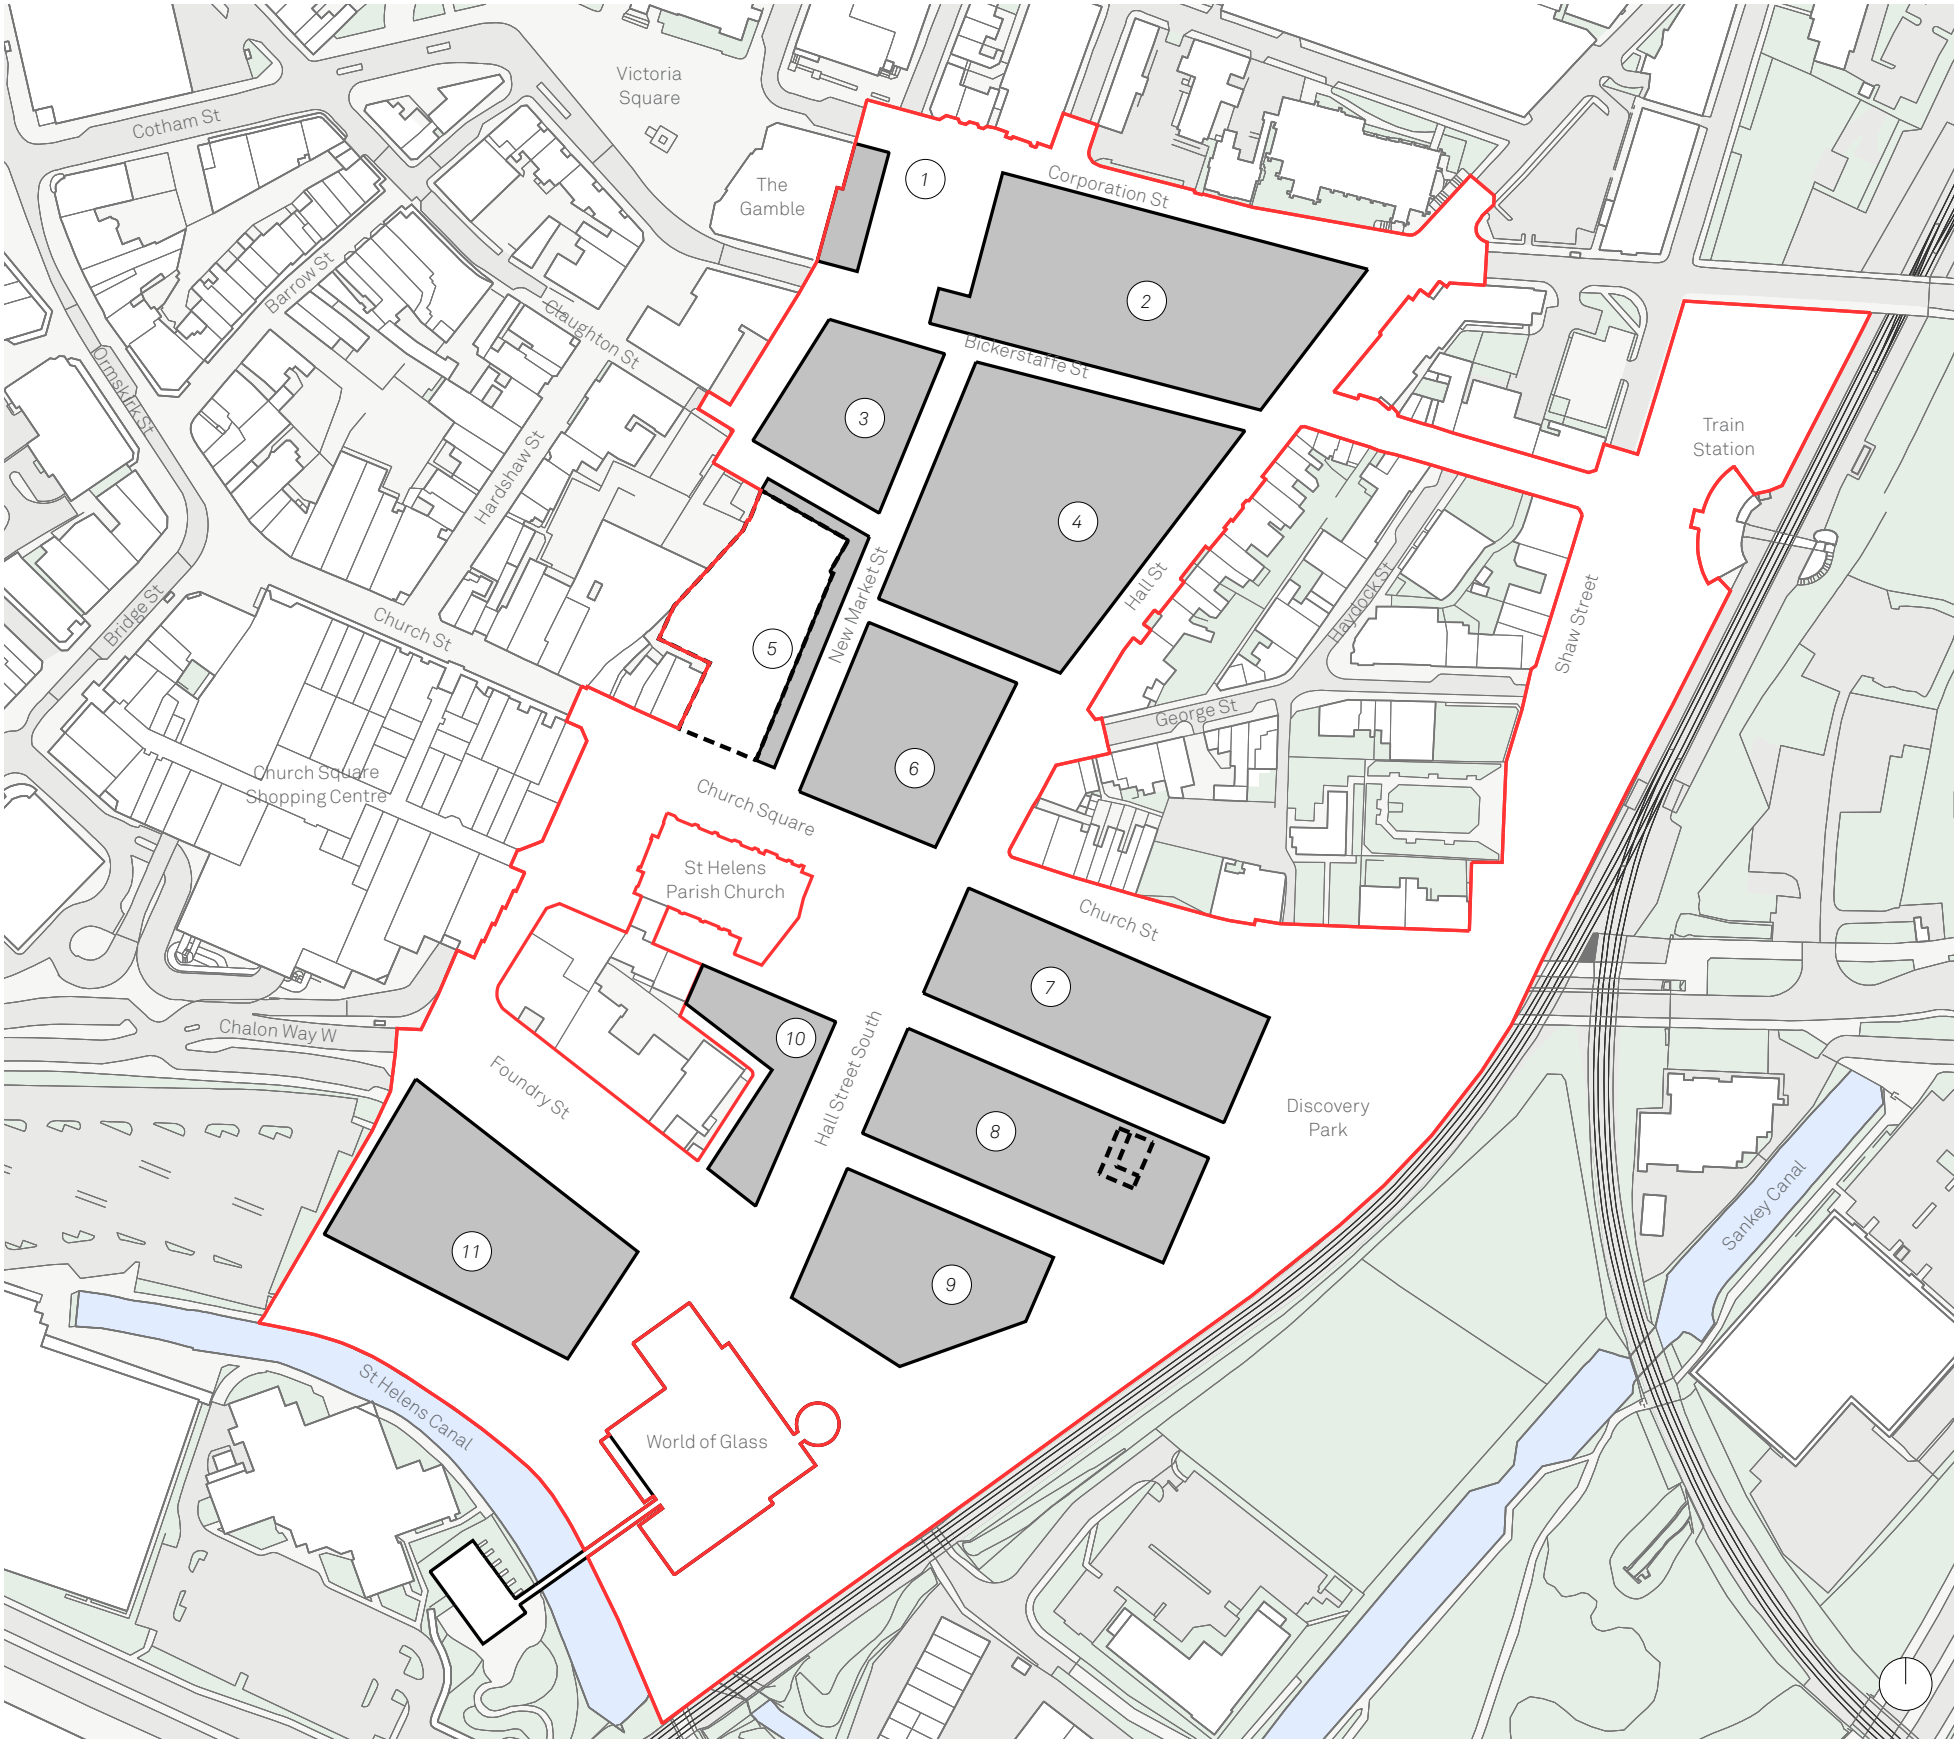 Victoria
Square
Cotham St
The
Gamble
1
Corporation St
Barrow St
Claughton St
2
Bickerstaffe St
Ormskirk St
3
Train
Station
Hardshaw St
4
New Market St
Hall St
Haydock St
Bridge St
Church St
5
Shaw Street
George St
6
Church Square
Shopping Centre
Church Square
St Helens
Parish Church
Church St
7
Chalon Way W
10
Foundry St
Hall Street South
8
Discovery
Park
Sankey Canal
11
9
St Helens Canal
World of Glass